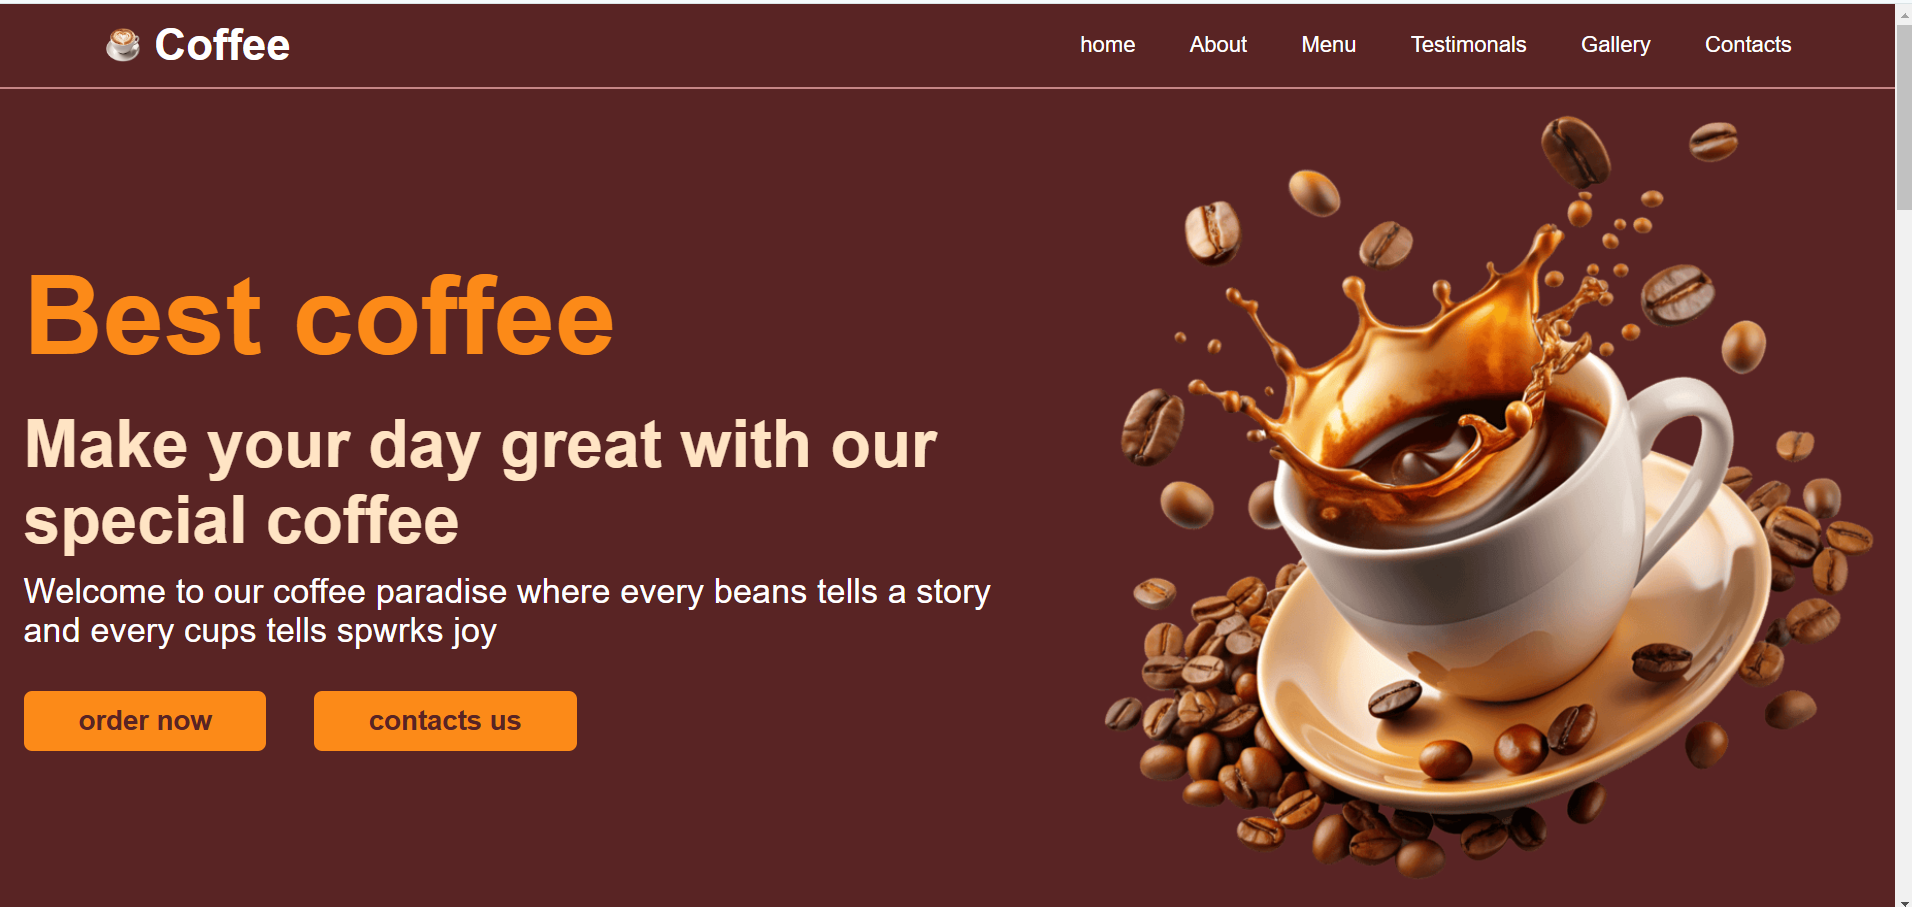 Coffee
home About Menu Testimonals Gallery Contacts
Best coffee
Make your day great with our
special coffee
Welcome to our coffee paradise where every beans tells a story
and every cups tells spwrks joy
order now contacts us